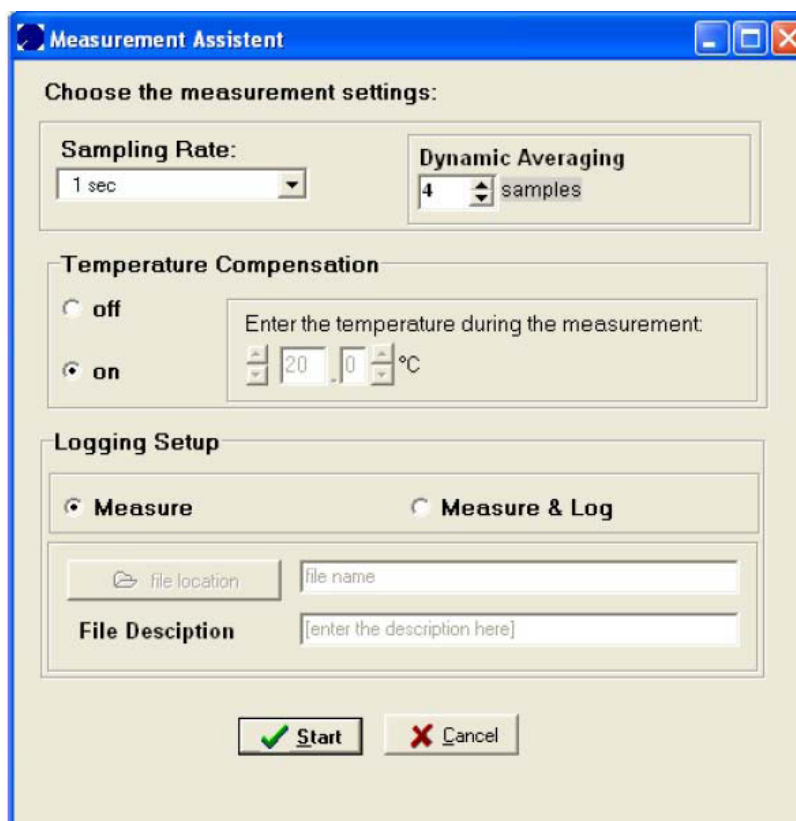 Measurement Assistent
Choose the measurement settings:
Sampling Rate:
1 sec
Dynamic Averaging
4 samples
Temperature Compensation
off
on
Enter the temperature during the measurement:
20 . 0 °C
Logging Setup
Measure
Measure & Log
file location
file name
File Desciption
[enter the description here]
Start
Cancel